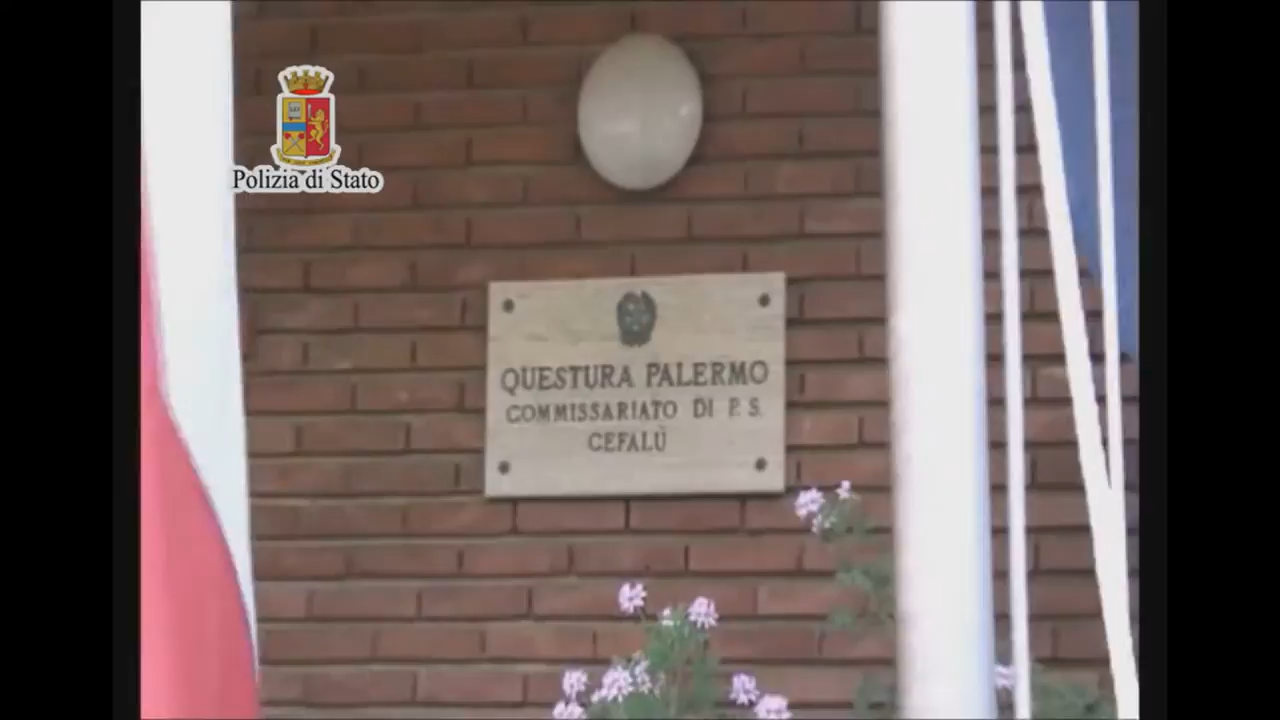 Polizia di Stato
QUESTURA PALERMO
COMMISSARIATO DI P. S.
CEFALÙ